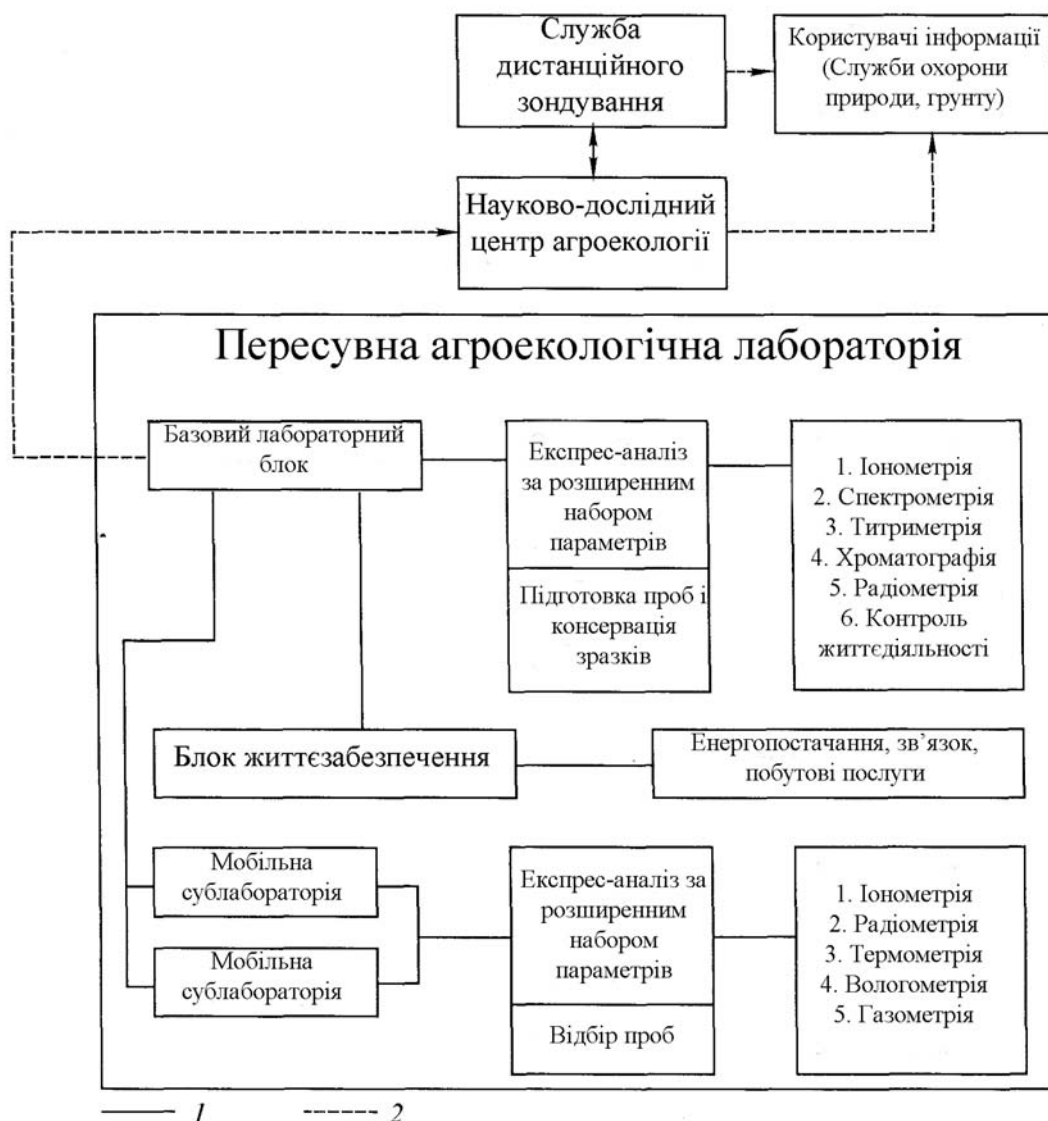 Служба
дистанційного
зондування
Користувачі інформації
(Служби охорони
природи, грунту)
Науково-дослідний
центр агроекології
Пересувна агроекологічна лабораторія
Базовий лабораторний
блок
Експрес-аналіз
за розширенним
набором
параметрів
Підготовка проб і
консервація
зразків
1. Іонометрія
2. Спектрометрія
3. Титриметрія
4. Хроматографія
5. Радіометрія
6. Контроль
життєдіяльності
Блок життєзабезпечення
Енергопостачання, зв’язок,
побутові послуги
Мобільна
сублабораторія
Мобільна
сублабораторія
Експрес-аналіз за
розширенним
набором
параметрів
Відбір проб
1. Іонометрія
2. Радіометрія
3. Термометрія
4. Вологометрія
5. Газометрія
1 2